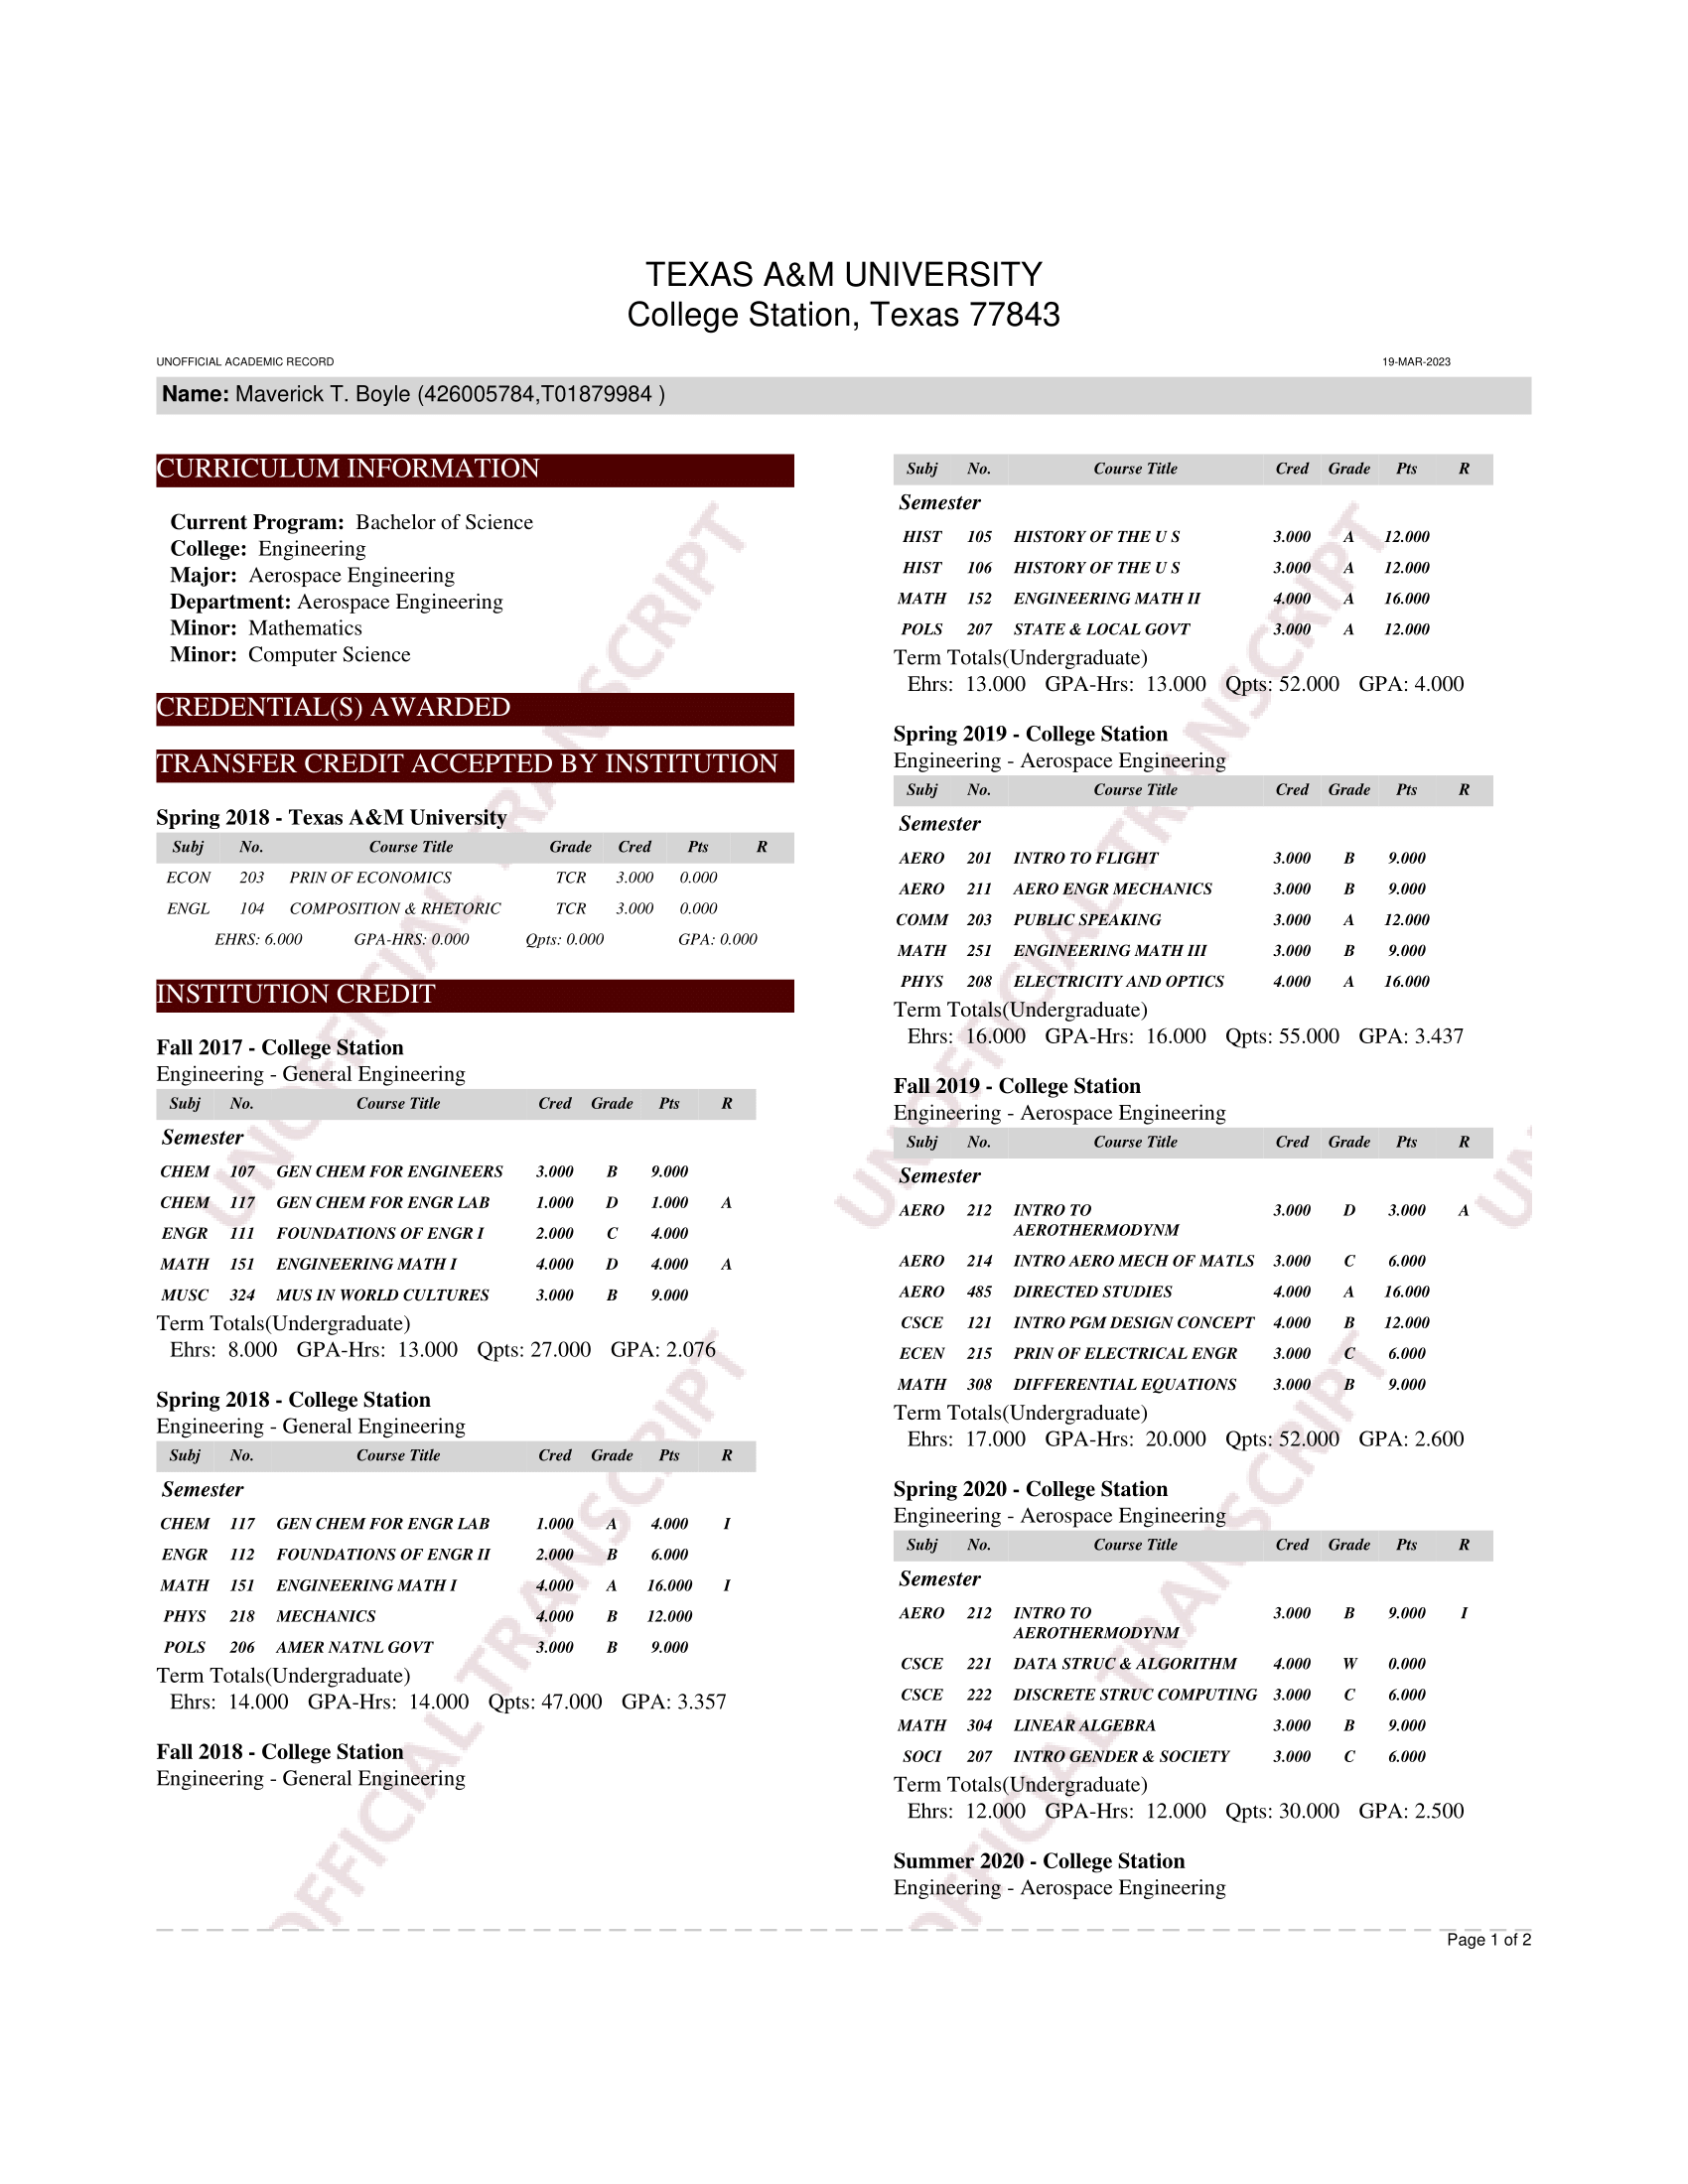 TEXAS A&M UNIVERSITY
College Station, Texas 77843
UNOFFICIAL ACADEMIC RECORD 19-MAR-2023
Name: Maverick T. Boyle (426005784,T01879984 )
CURRICULUM INFORMATION
Current Program: Bachelor of Science
College: Engineering
Major: Aerospace Engineering
Department: Aerospace Engineering
Minor: Mathematics
Minor: Computer Science
CREDENTIAL(S) AWARDED
TRANSFER CREDIT ACCEPTED BY INSTITUTION
Spring 2018 - Texas A&M University
Subj No. Course Title Grade Cred Pts R
ECON 203 PRIN OF ECONOMICS TCR 3.000 0.000
ENGL 104 COMPOSITION & RHETORIC TCR 3.000 0.000
EHRS: 6.000 GPA-HRS: 0.000 Qpts: 0.000 GPA: 0.000
INSTITUTION CREDIT
Fall 2017 - College Station
Engineering - General Engineering
Subj No. Course Title Cred Grade Pts R
Semester
CHEM 107 GEN CHEM FOR ENGINEERS 3.000 B 9.000
CHEM 117 GEN CHEM FOR ENGR LAB 1.000 D 1.000 A
ENGR 111 FOUNDATIONS OF ENGR I 2.000 C 4.000
MATH 151 ENGINEERING MATH I 4.000 D 4.000 A
MUSC 324 MUS IN WORLD CULTURES 3.000 B 9.000
Term Totals(Undergraduate)
Ehrs: 8.000 GPA-Hrs: 13.000 Qpts: 27.000 GPA: 2.076
Spring 2018 - College Station
Engineering - General Engineering
Subj No. Course Title Cred Grade Pts R
Semester
CHEM 117 GEN CHEM FOR ENGR LAB 1.000 A 4.000 I
ENGR 112 FOUNDATIONS OF ENGR II 2.000 B 6.000
MATH 151 ENGINEERING MATH I 4.000 A 16.000 I
PHYS 218 MECHANICS 4.000 B 12.000
POLS 206 AMER NATNL GOVT 3.000 B 9.000
Term Totals(Undergraduate)
Ehrs: 14.000 GPA-Hrs: 14.000 Qpts: 47.000 GPA: 3.357
Fall 2018 - College Station
Engineering - General Engineering
Subj No. Course Title Cred Grade Pts R
Semester
HIST 105 HISTORY OF THE U S 3.000 A 12.000
HIST 106 HISTORY OF THE U S 3.000 A 12.000
MATH 152 ENGINEERING MATH II 4.000 A 16.000
POLS 207 STATE & LOCAL GOVT 3.000 A 12.000
Term Totals(Undergraduate)
Ehrs: 13.000 GPA-Hrs: 13.000 Qpts: 52.000 GPA: 4.000
Spring 2019 - College Station
Engineering - Aerospace Engineering
Subj No. Course Title Cred Grade Pts R
Semester
AERO 201 INTRO TO FLIGHT 3.000 B 9.000
AERO 211 AERO ENGR MECHANICS 3.000 B 9.000
COMM 203 PUBLIC SPEAKING 3.000 A 12.000
MATH 251 ENGINEERING MATH III 3.000 B 9.000
PHYS 208 ELECTRICITY AND OPTICS 4.000 A 16.000
Term Totals(Undergraduate)
Ehrs: 16.000 GPA-Hrs: 16.000 Qpts: 55.000 GPA: 3.437
Fall 2019 - College Station
Engineering - Aerospace Engineering
Subj No. Course Title Cred Grade Pts R
Semester
AERO 212 INTRO TO 3.000 D 3.000 A
AEROTHERMODYNM
AERO 214 INTRO AERO MECH OF MATLS 3.000 C 6.000
AERO 485 DIRECTED STUDIES 4.000 A 16.000
CSCE 121 INTRO PGM DESIGN CONCEPT 4.000 B 12.000
ECEN 215 PRIN OF ELECTRICAL ENGR 3.000 C 6.000
MATH 308 DIFFERENTIAL EQUATIONS 3.000 B 9.000
Term Totals(Undergraduate)
Ehrs: 17.000 GPA-Hrs: 20.000 Qpts: 52.000 GPA: 2.600
Spring 2020 - College Station
Engineering - Aerospace Engineering
Subj No. Course Title Cred Grade Pts R
Semester
AERO 212 INTRO TO 3.000 B 9.000 I
AEROTHERMODYNM
CSCE 221 DATA STRUC & ALGORITHM 4.000 W 0.000
CSCE 222 DISCRETE STRUC COMPUTING 3.000 C 6.000
MATH 304 LINEAR ALGEBRA 3.000 B 9.000
SOCI 207 INTRO GENDER & SOCIETY 3.000 C 6.000
Term Totals(Undergraduate)
Ehrs: 12.000 GPA-Hrs: 12.000 Qpts: 30.000 GPA: 2.500
Summer 2020 - College Station
Engineering - Aerospace Engineering
Page 1 of 2
UNOFFICIAL TRANSCRIPT
UNOFFICIAL TRANSCRIPT
OFFICIAL TRANSCRIPT
OFFICIAL TRANSCRIPT
UN